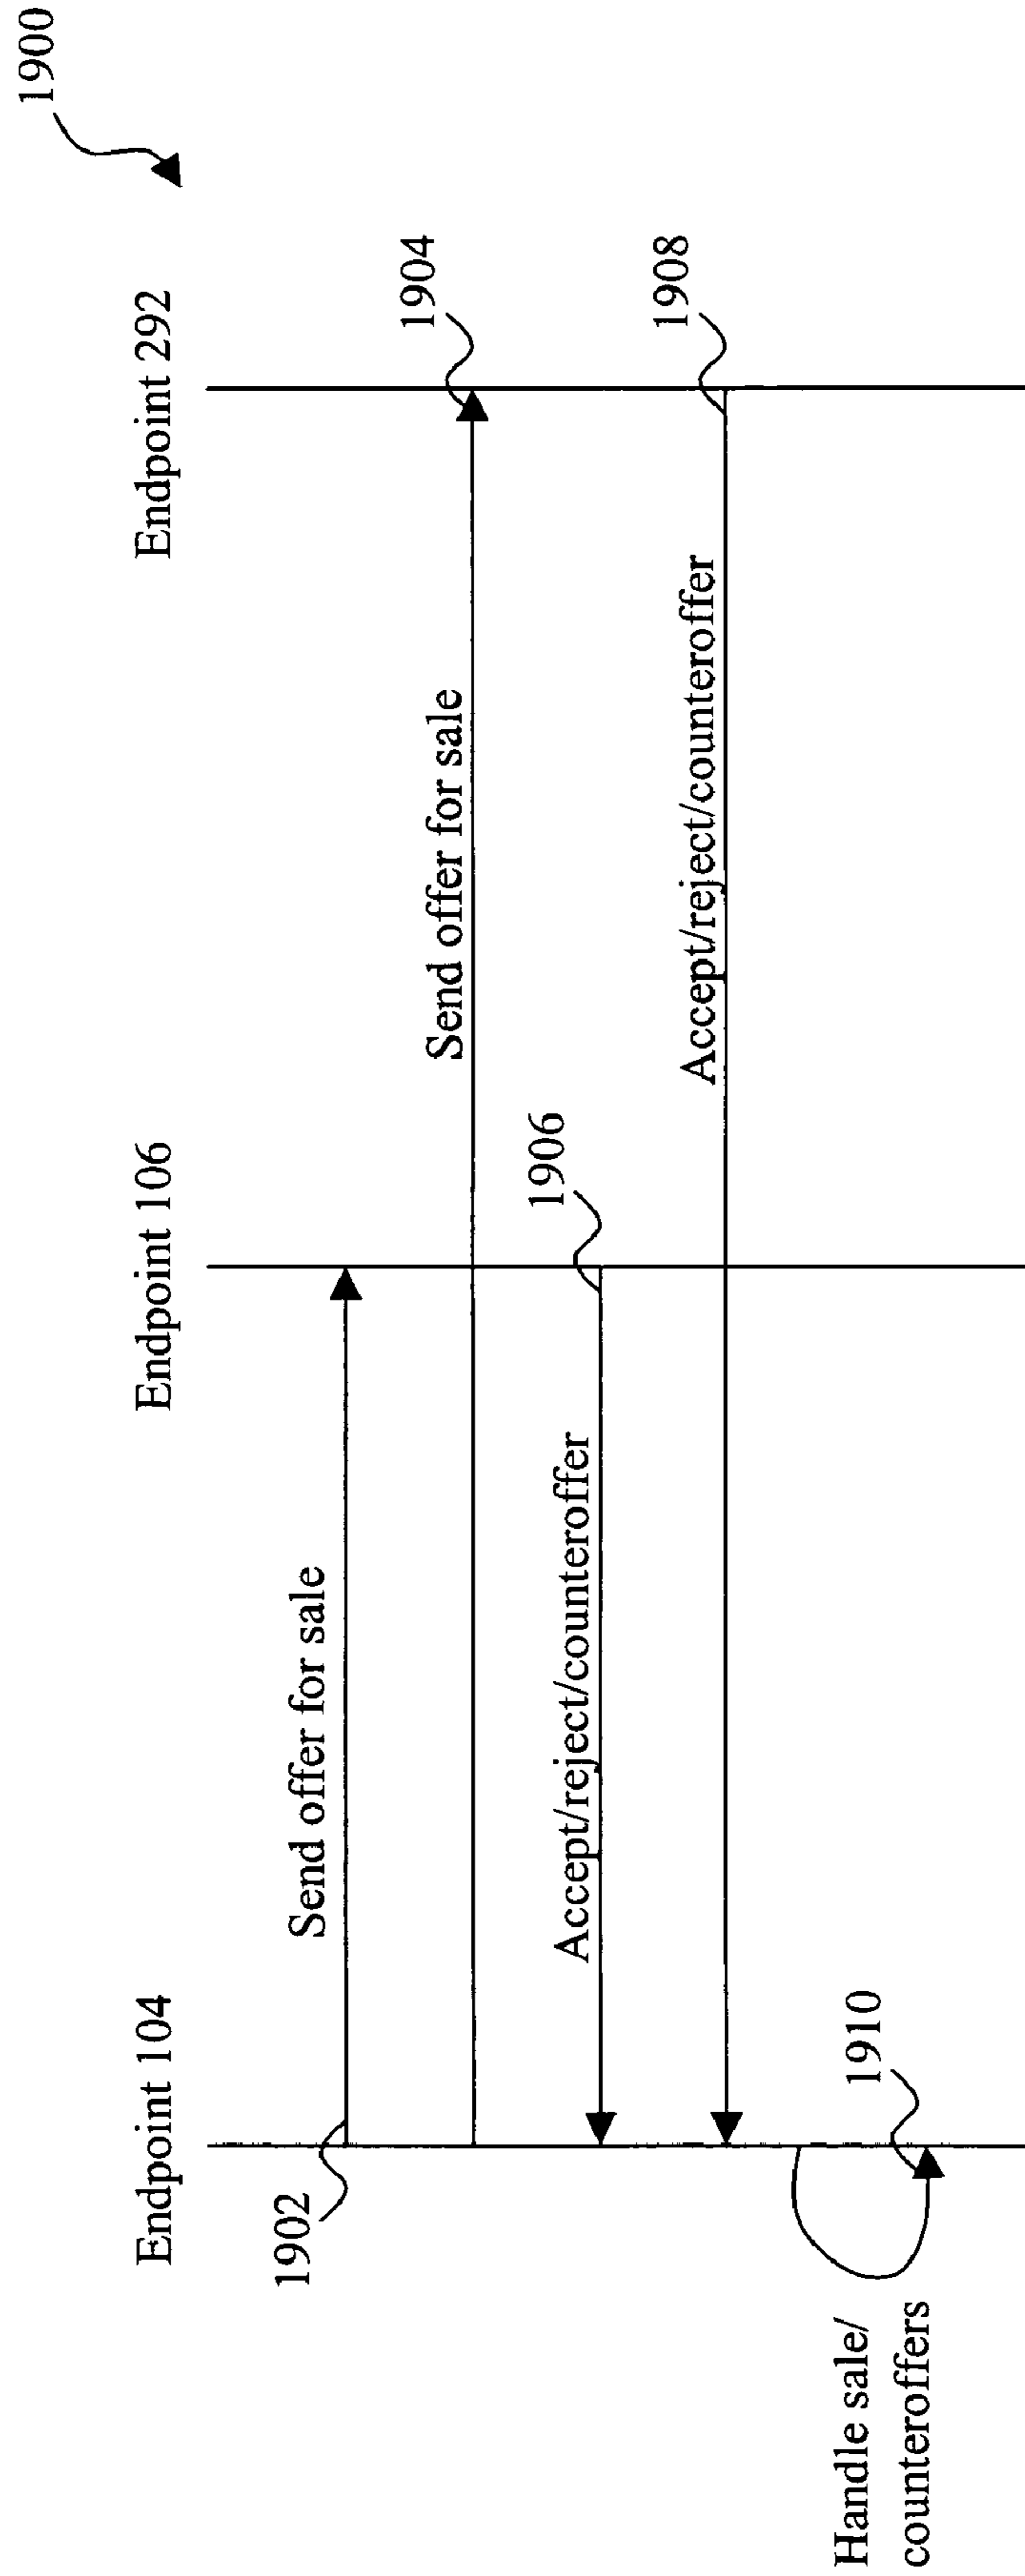 1900
Endpoint 104
Endpoint 106
Endpoint 292
1902
Send offer for sale
1904
Send offer for sale
1906
Accept/reject/counteroffer
1908
Accept/reject/counteroffer
1910
Handle sale/
counteroffers